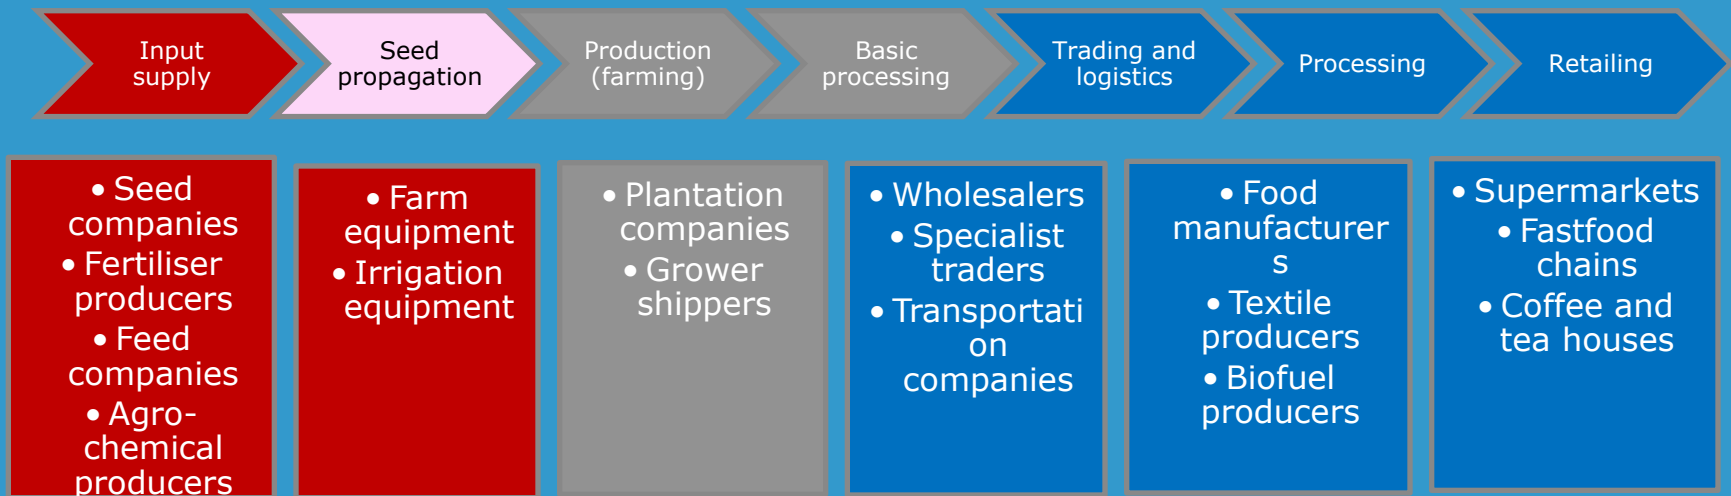 Input
supply
Seed
propagation
Production
(farming)
Basic
processing
Trading and
logistics
Processing
Retailing
• Seed
companies
• Fertiliser
producers
• Feed
companies
• Agro-
chemical
producers
• Farm
equipment
• Irrigation
equipment
• Plantation
companies
• Grower
shippers
• Wholesalers
• Specialist
traders
• Transportati
on
companies
• Food
manufacturer
s
• Textile
producers
• Biofuel
producers
• Supermarkets
• Fastfood
chains
• Coffee and
tea houses